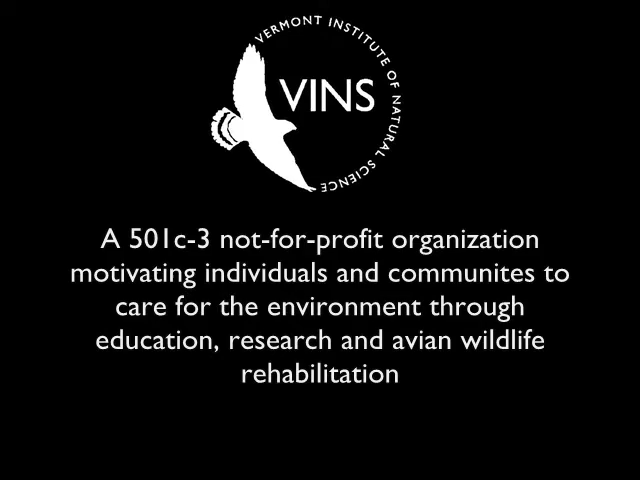 VERMONT INSTITUTE OF NATURAL SCIENCE
VINS
A 501c-3 not-for-profit organization
motivating individuals and communites to
care for the environment through
education, research and avian wildlife
rehabilitation